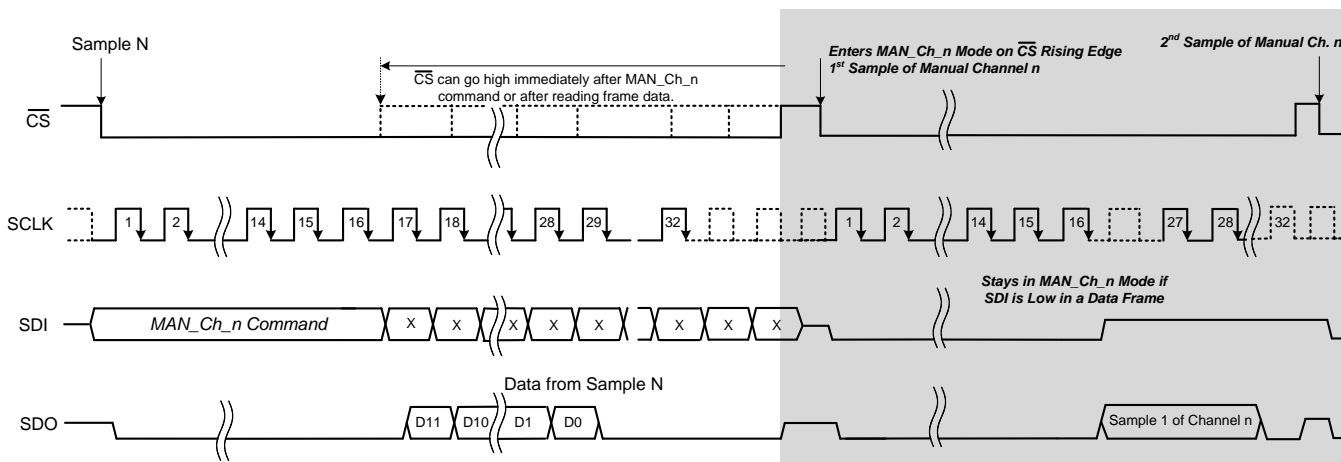 Sample N
Enters MAN_Ch_n Mode on CS Rising Edge
1st Sample of Manual Channel n
2nd Sample of Manual Ch. n
CS can go high immediately after MAN_Ch_n
command or after reading frame data.
CS
SCLK
1 2 14 15 16 17 18 28 29 32 1 2 14 15 16 27 28 32
Stays in MAN_Ch_n Mode if
SDI is Low in a Data Frame
SDI
MAN_Ch_n Command X X X X X X X X
Data from Sample N
SDO
D11 D10 D1 D0 Sample 1 of Channel n